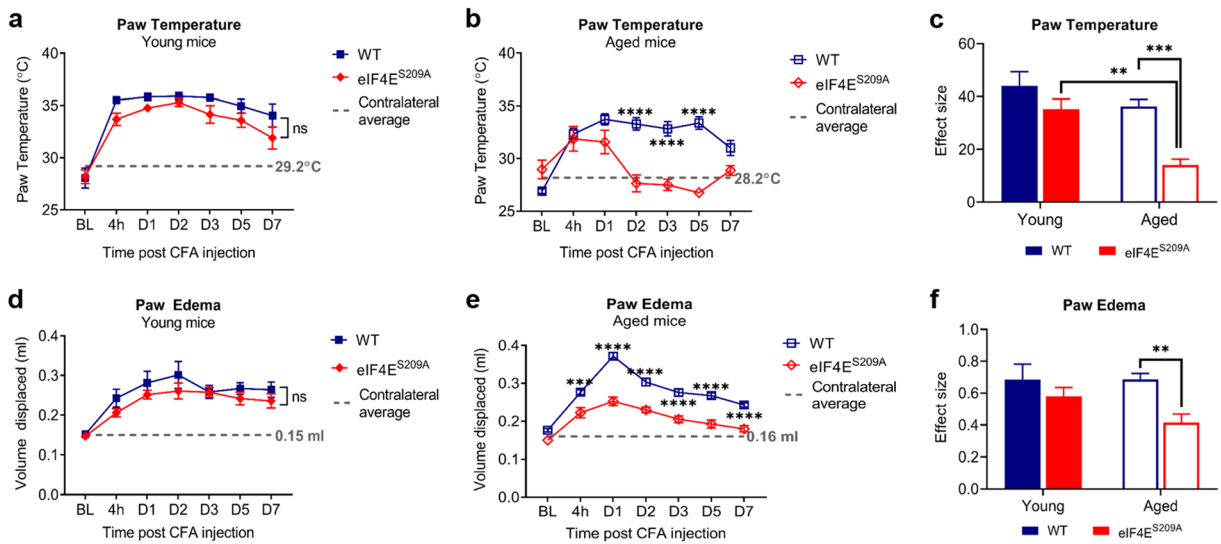 a
Paw Temperature
Young mice
Paw Temperature (°C)
40
35
30
25
29.2°C
ns
BL 4h D1 D2 D3 D5 D7
Time post CFA injection
WT
eIF4E^S209A
Contralateral
average
b
Paw Temperature
Aged mice
Paw Temperature (°C)
40
35
30
25
****
****
****
28.2°C
BL 4h D1 D2 D3 D5 D7
Time post CFA injection
WT
eIF4E^S209A
Contralateral
average
c
Paw Temperature
Effect size
60
40
20
0
**
***
Young Aged
WT eIF4E^S209A
d
Paw Edema
Young mice
Volume displaced (ml)
0.4
0.3
0.2
0.1
0.0
0.15 ml
ns
BL 4h D1 D2 D3 D5 D7
Time post CFA injection
WT
eIF4E^S209A
Contralateral
average
e
Paw Edema
Aged mice
Volume displaced (ml)
0.4
0.3
0.2
0.1
0.0
***
****
****
****
****
****
0.16 ml
BL 4h D1 D2 D3 D5 D7
Time post CFA injection
WT
eIF4E^S209A
Contralateral
average
f
Paw Edema
Effect size
1.0
0.8
0.6
0.4
0.2
0.0
**
Young Aged
WT eIF4E^S209A